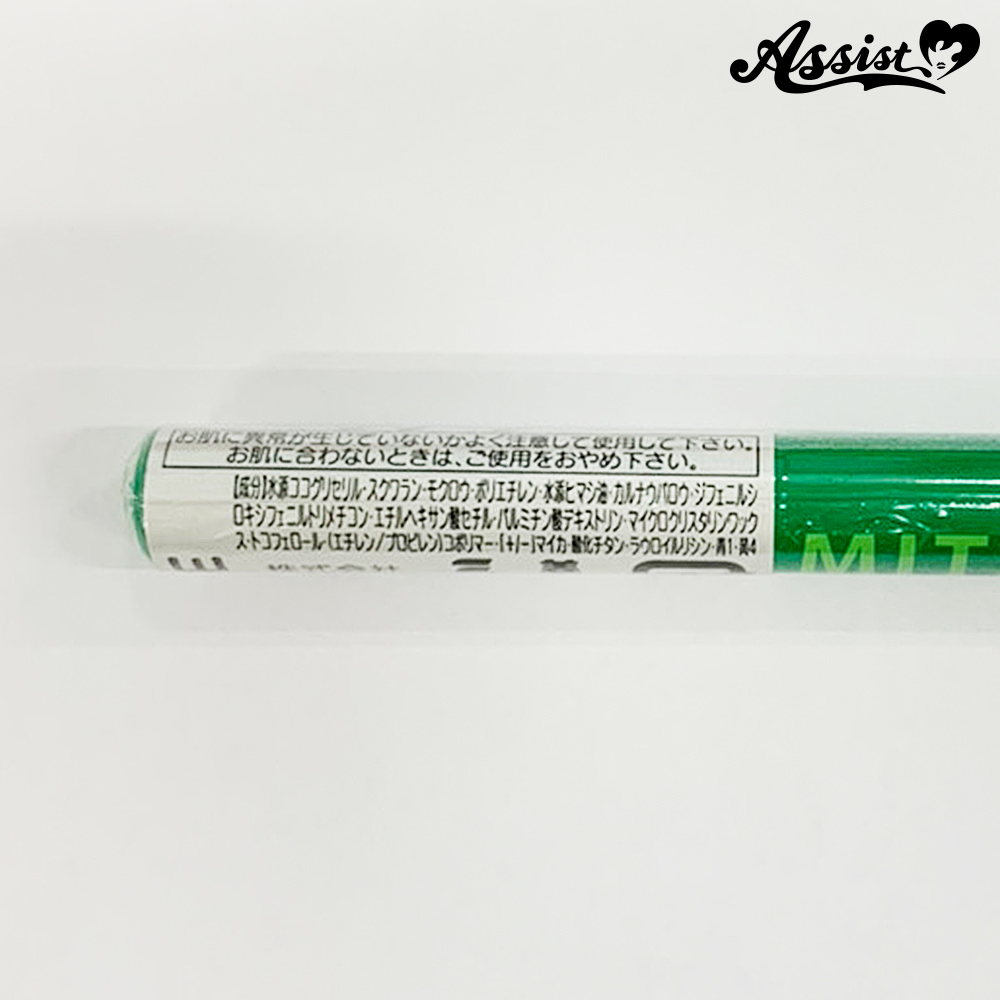 Assist
お肌に異常が生じていないかよく注意して使用して下さい。
お肌に合わないときは、ご使用をおやめ下さい。
【成分】水添ココグリセリル・スクワラン・モクロウ・ポリエチレン・水添ヒマシ油・カルナウバロウ・ジフェニルシ
ロキシフェニルトリメチコン・エチルヘキサン酸セチル・パルミチン酸デキストリン・マイクロクリスタリンワック
ス・トコフェロール・(エチレン/プロピレン)コポリマー・(+/-)マイカ・酸化チタン・ラウロイルリシン・青1・黄4
株式会社
MIT